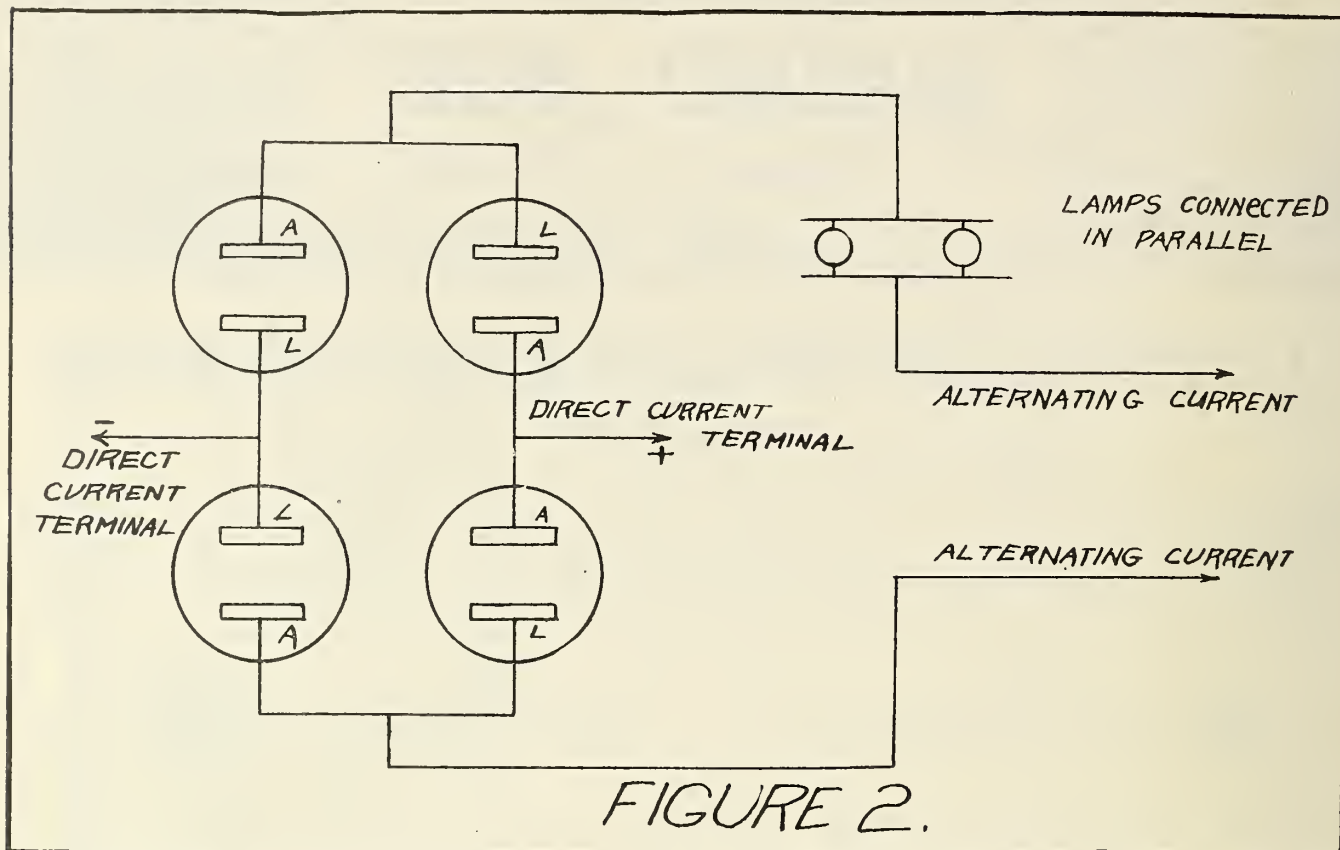 A
L
LAMPS CONNECTED
IN PARALLEL
L
A
ALTERNATING CURRENT
DIRECT CURRENT
TERMINAL
+
-
DIRECT
CURRENT
TERMINAL
L
A
ALTERNATING CURRENT
A
L
FIGURE 2.